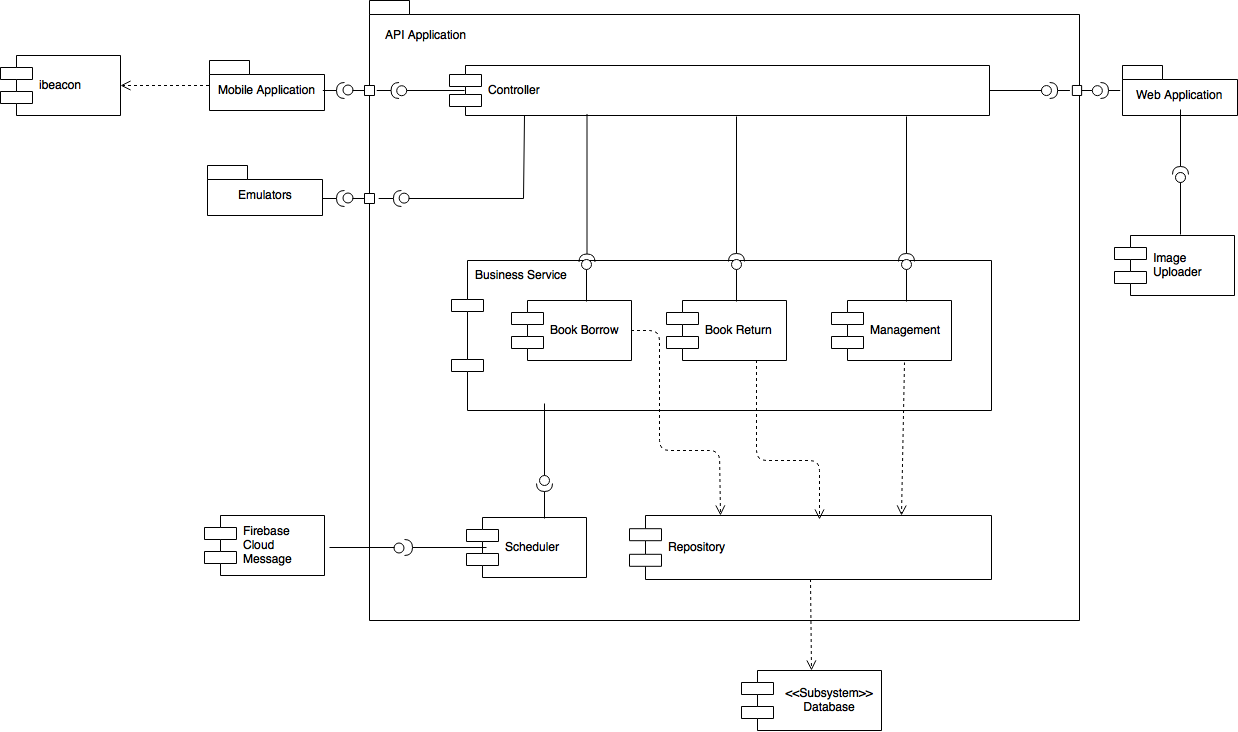 API Application
ibeacon
Mobile Application
Controller
Web Application
Emulators
Image
Uploader
Business Service
Book Borrow
Book Return
Management
Firebase
Cloud
Message
Scheduler
Repository
<<Subsystem>>
Database